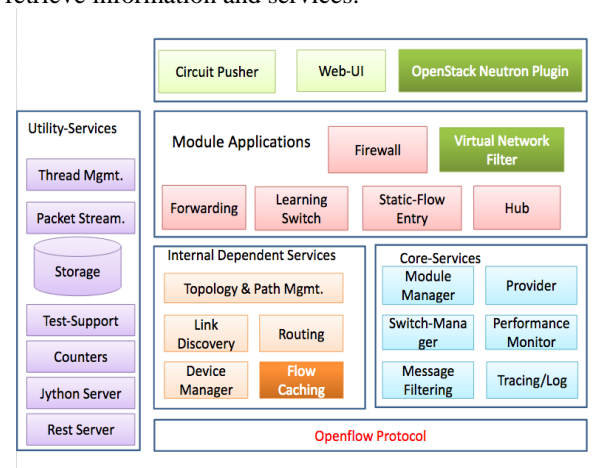 retrieve information and services.
Circuit Pusher
Web-UI
OpenStack Neutron Plugin
Utility-Services
Thread Mgmt.
Packet Stream.
Storage
Test-Support
Counters
Jython Server
Rest Server
Module Applications
Firewall
Virtual Network
Filter
Forwarding
Learning
Switch
Static-Flow
Entry
Hub
Internal Dependent Services
Topology & Path Mgmt.
Link
Discovery
Routing
Device
Manager
Flow
Caching
Core-Services
Module
Manager
Provider
Switch-Mana
ger
Performance
Monitor
Message
Filtering
Tracing/Log
Openflow Protocol